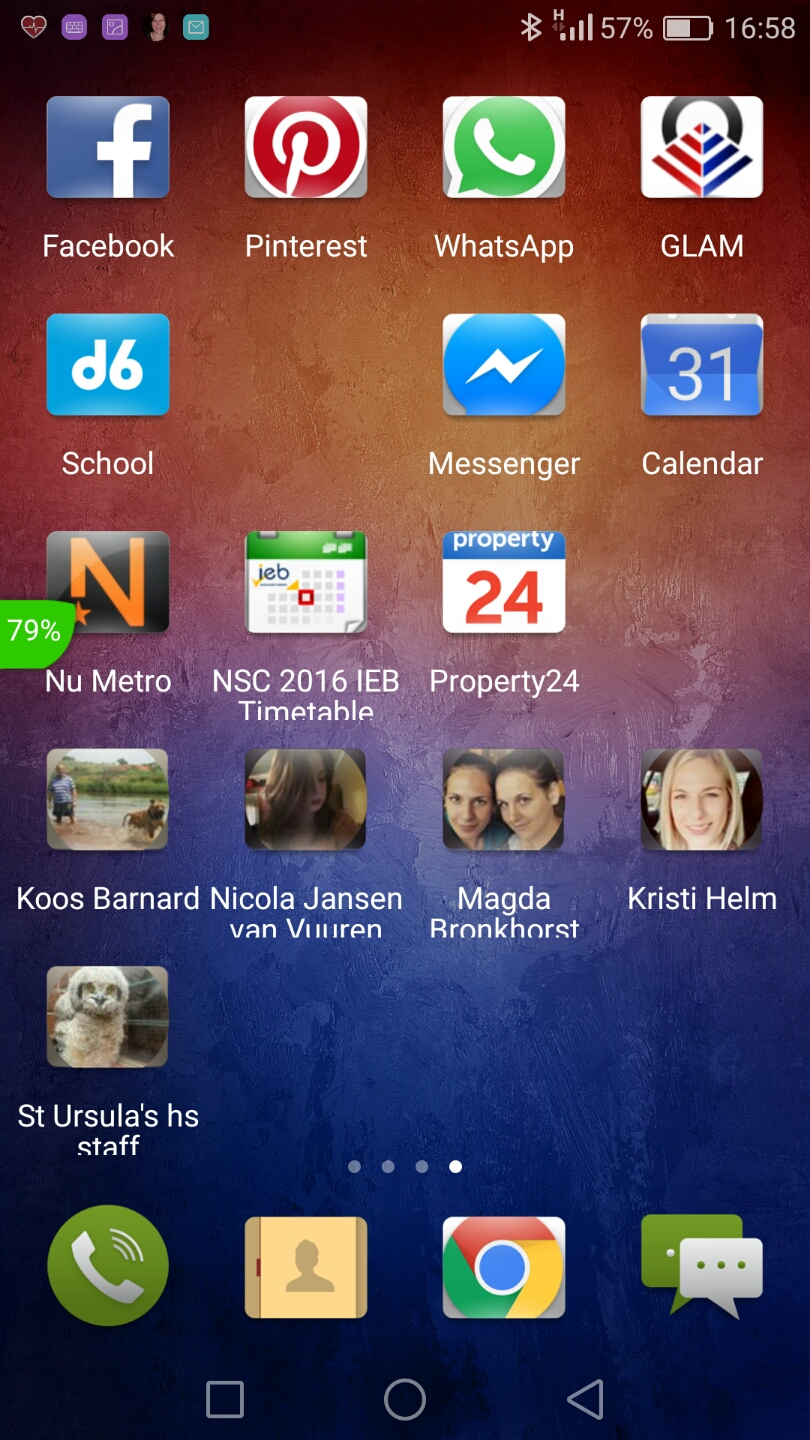 H 57% 16:58
Facebook Pinterest WhatsApp GLAM
d6 31
School Messenger Calendar
N ieb property
24
79%
Nu Metro NSC 2016 IEB Property24
Timetable
Koos Barnard Nicola Jansen Magda Kristi Helm
van Vuuren Bronkhorst
St Ursula's hs
staff